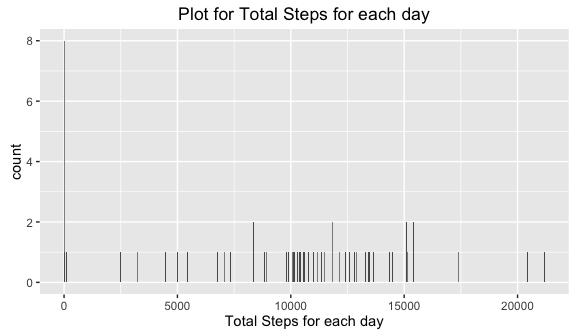 Plot for Total Steps for each day
8
6
4
2
0
count
0 5000 10000 15000 20000
Total Steps for each day